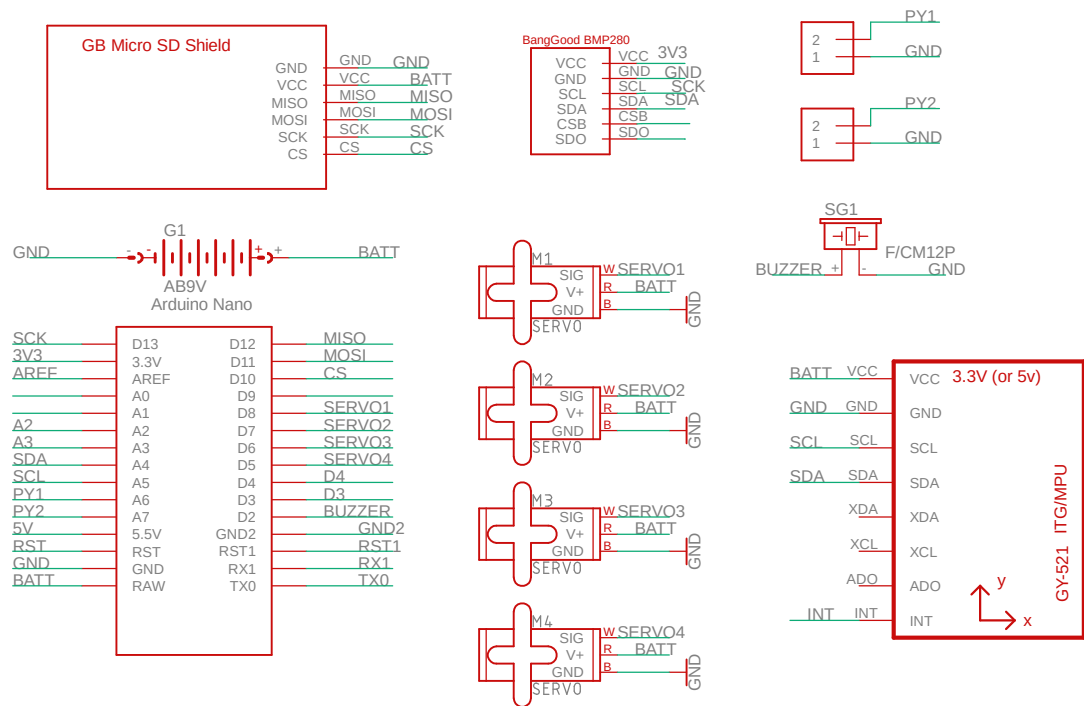 GB Micro SD Shield
GND GND GND
VCC VCC BATT
MISO MISO MISO
MOSI MOSI MOSI
SCK SCK SCK
CS CS CS
BangGood BMP280
VCC VCC 3V3
GND GND GND
SCL SCL SCK
SDA SDA SDA
CSB CSB
SDO SDO
PY1
2
1 GND
PY2
2
1 GND
G1
GND - - + + BATT
AB9V
Arduino Nano
SCK D13 D12 MISO
3V3 3.3V D11 MOSI
AREF AREF D10 CS
A0 D9
A1 D8 SERVO1
A2 A2 D7 SERVO2
A3 A3 D6 SERVO3
SDA A4 D5 SERVO4
SCL A5 D4 D4
PY1 A6 D3 D3
PY2 A7 D2 BUZZER
5V 5.5V GND2 GND2
RST RST RST1 RST1
GND GND RX1 RX1
BATT RAW TX0 TX0
M1
SIG W SERVO1
V+ R BATT
GND B GND
SERVO
M2
SIG W SERVO2
V+ R BATT
GND B GND
SERVO
M3
SIG W SERVO3
V+ R BATT
GND B GND
SERVO
M4
SIG W SERVO4
V+ R BATT
GND B GND
SERVO
SG1
F/CM12P
BUZZER + - GND
3.3V (or 5v)
BATT VCC VCC
GND GND GND
SCL SCL SCL
SDA SDA SDA
XDA XDA
XCL XCL
ADO ADO
INT INT INT
GY-521 ITG/MPU
y
x